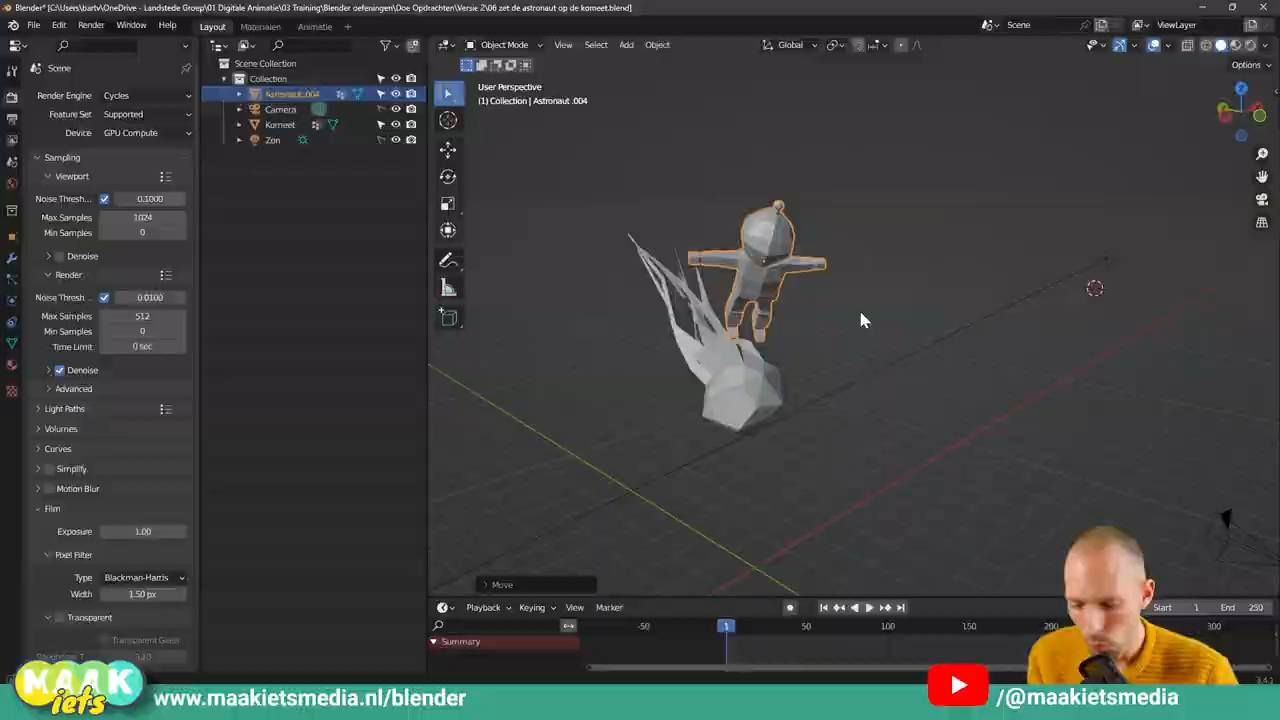 Blender* [C:\Users\bartv\OneDrive - Landstede Groep\01 Digitale Animatie\03 Training\Blender oefeningen\Doe Opdrachten\Versie 2\06 zet de astronaut op de komeet.blend]
File Edit Render Window Help Layout Materialen Animatie Scene ViewLayer
Object Mode View Select Add Object Global
Options
Scene
Render Engine Cycles
Feature Set Supported
Device GPU Compute
Sampling
Viewport
Noise Thresh... 0.1000
Max Samples 1024
Min Samples 0
Denoise
Render
Noise Thresh... 0.0100
Max Samples 512
Min Samples 0
Time Limit 0 sec
Denoise
Advanced
Light Paths
Volumes
Curves
Simplify
Motion Blur
Film
Exposure 1.00
Pixel Filter
Type Blackman-Harris
Width 1.50 px
Transparent
Transparent Glass
Scene Collection
Collection
Astronaut .004
Camera
Komeet
Zon
User Perspective
(1) Collection | Astronaut .004
Move
Playback Keying View Marker Start 1 End 250
-50 1 50 100 150 200 300
Summary
MAAK
iets
www.maakietsmedia.nl/blender
/@maakietsmedia